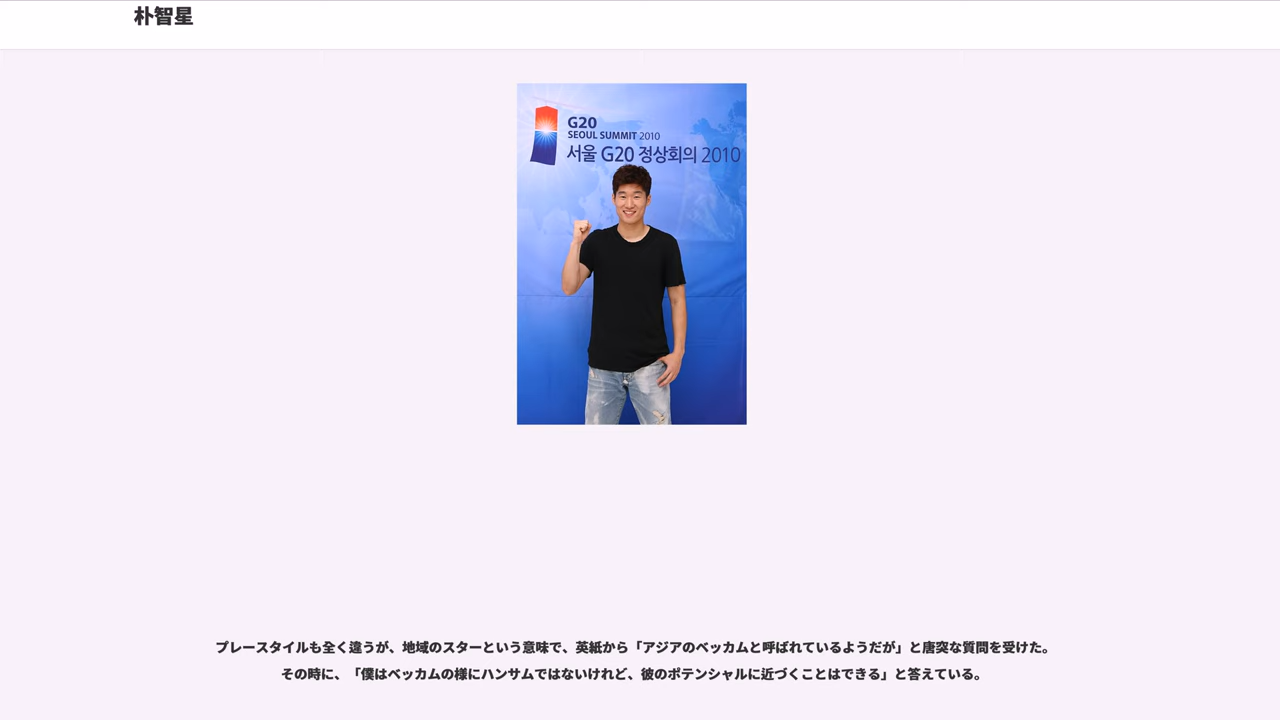 朴智星
G20
SEOUL SUMMIT 2010
서울 G20 정상회의 2010
プレースタイルも全く違うが、地域のスターという意味で、英紙から「アジアのベッカムと呼ばれているようだが」と唐突な質問を受けた。
その時に、「僕はベッカムの様にハンサムではないけれど、彼のポテンシャルに近づくことはできる」と答えている。